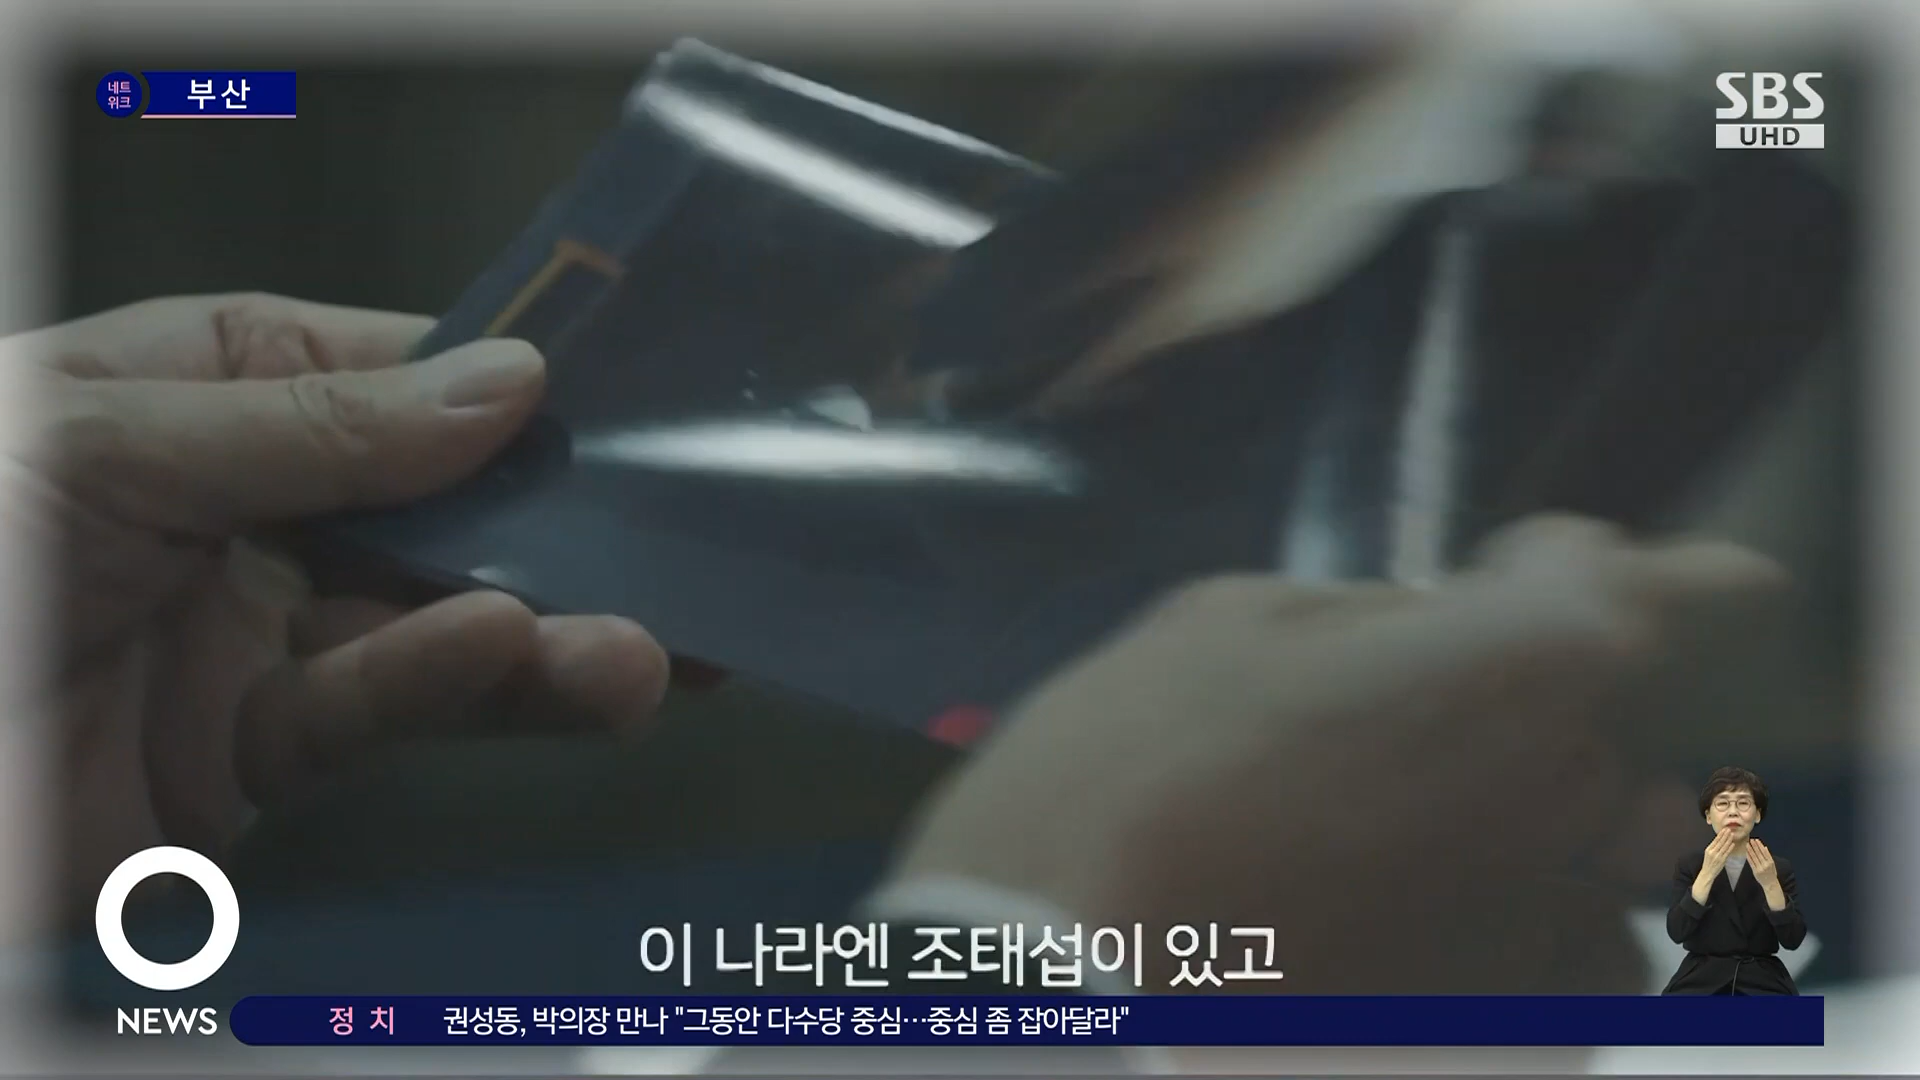 네트
워크
부산
SBS
UHD
이 나라엔 조태섭이 있고
NEWS
정 치 권성동, 박의장 만나 "그동안 다수당 중심…중심 좀 잡아달라"